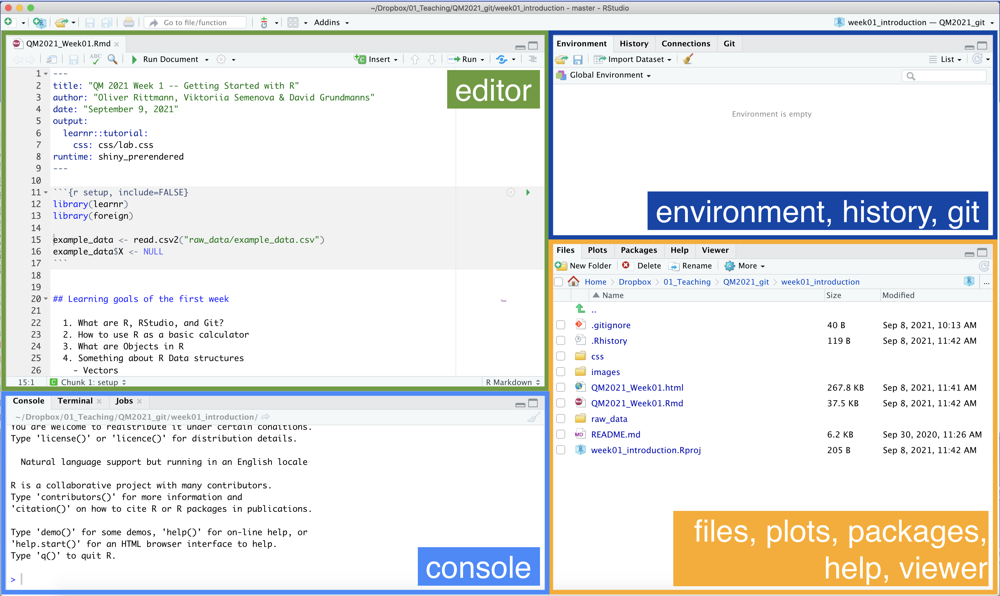 ~/Dropbox/01_Teaching/QM2021_git/week01_introduction - master - RStudio
Go to file/function
Addins
week01_introduction — QM2021_git
QM2021_Week01.Rmd
ABC
Run Document
Insert
Run
1 ---
2 title: "QM 2021 Week 1 -- Getting Started with R"
3 author: "Oliver Rittmann, Viktoriia Semenova & David Grundmanns"
4 date: "September 9, 2021"
5 output:
6 learnr::tutorial:
7 css: css/lab.css
8 runtime: shiny_prerendered
9 ---
10
11 ```{r setup, include=FALSE}
12 library(learnr)
13 library(foreign)
14
15 example_data <- read.csv2("raw_data/example_data.csv")
16 example_data$X <- NULL
17 ```
18
19
20 ## Learning goals of the first week
Text
21
22 1. What are R, RStudio, and Git?
23 2. How to use R as a basic calculator
24 3. What are Objects in R
25 4. Something about R Data structures
26 - Vectors
15:1 C Chunk 1: setup R Markdown
editor
Console Terminal Jobs
~/Dropbox/01_Teaching/QM2021_git/week01_introduction/
You are welcome to redistribute it under certain conditions.
Type 'license()' or 'licence()' for distribution details.
Natural language support but running in an English locale
R is a collaborative project with many contributors.
Type 'contributors()' for more information and
'citation()' on how to cite R or R packages in publications.
Type 'demo()' for some demos, 'help()' for on-line help, or
'help.start()' for an HTML browser interface to help.
Type 'q()' to quit R.
>
console
Environment History Connections Git
Import Dataset List
Global Environment
Environment is empty
environment, history, git
Files Plots Packages Help Viewer
New Folder Delete Rename More
Home Dropbox 01_Teaching QM2021_git week01_introduction ...
Name Size Modified
..
.gitignore 40 B Sep 8, 2021, 10:13 AM
.Rhistory 119 B Sep 8, 2021, 11:42 AM
css
images
QM2021_Week01.html 267.8 KB Sep 8, 2021, 11:41 AM
QM2021_Week01.Rmd 37.5 KB Sep 8, 2021, 11:42 AM
raw_data
README.md 6.2 KB Sep 30, 2020, 11:26 AM
week01_introduction.Rproj 205 B Sep 8, 2021, 11:42 AM
files, plots, packages,
help, viewer